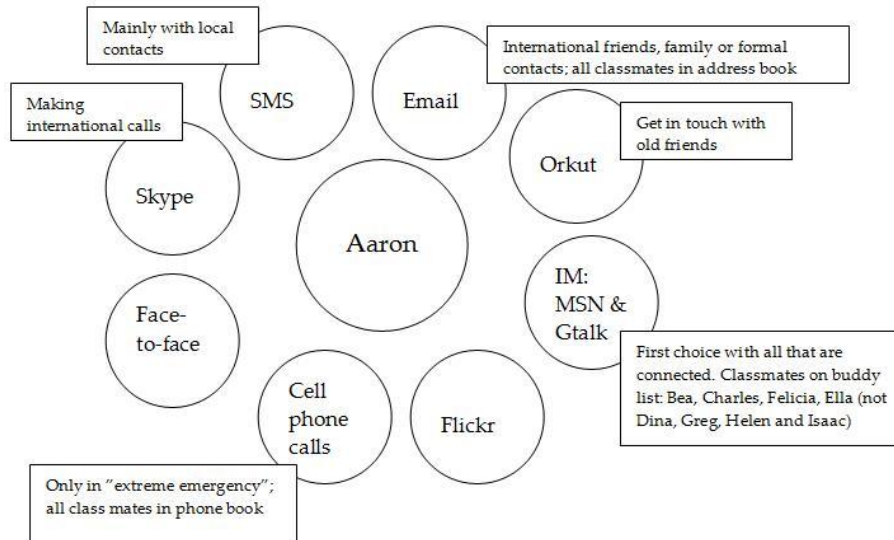 Mainly with local
contacts
SMS
Email
International friends, family or formal
contacts; all classmates in address book
Making
international calls
Skype
Get in touch with
old friends
Orkut
Aaron
IM:
MSN &
Gtalk
First choice with all that are
connected. Classmates on buddy
list: Bea, Charles, Felicia, Ella (not
Dina, Greg, Helen and Isaac)
Face-
to-face
Cell
phone
calls
Flickr
Only in ”extreme emergency”;
all class mates in phone book